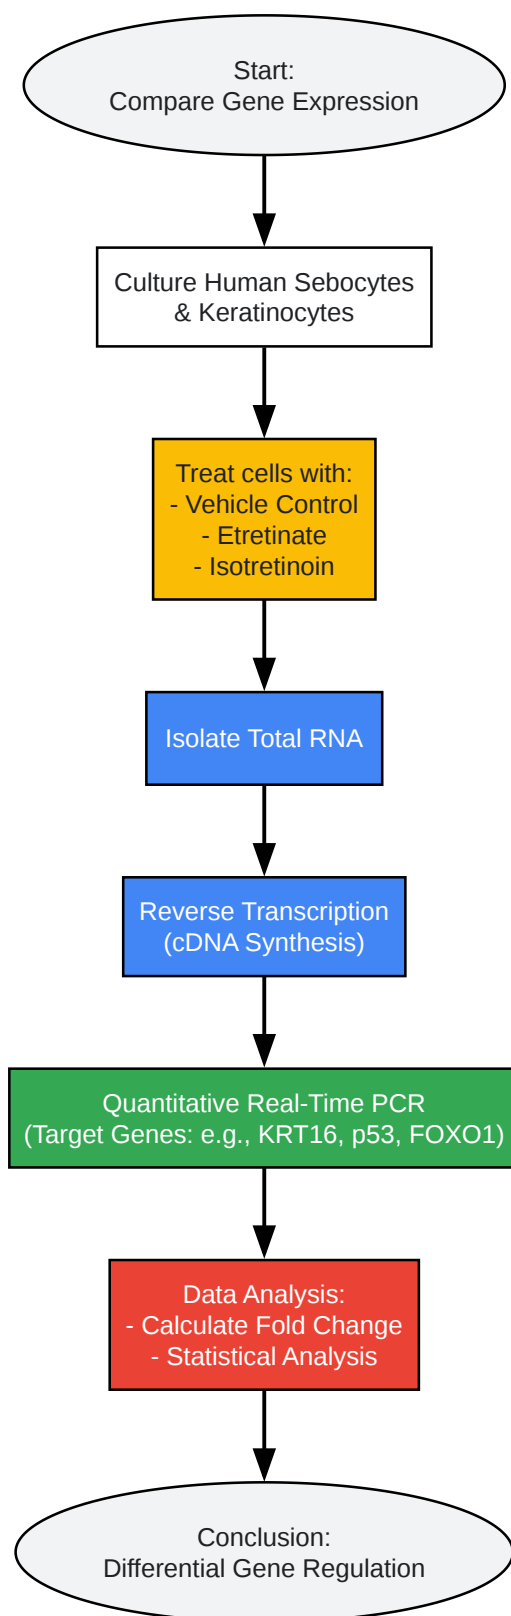 Start:
Compare Gene Expression
Culture Human Sebocytes
& Keratinocytes
Treat cells with:
- Vehicle Control
- Etretinate
- Isotretinoin
Isolate Total RNA
Reverse Transcription
(cDNA Synthesis)
Quantitative Real-Time PCR
(Target Genes: e.g., KRT16, p53, FOXO1)
Data Analysis:
- Calculate Fold Change
- Statistical Analysis
Conclusion:
Differential Gene Regulation